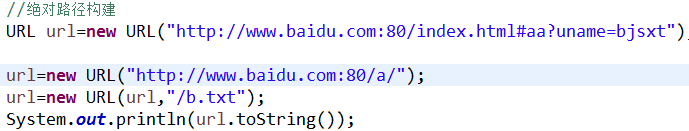 //绝对路径构建
URL url=new URL("http://www.baidu.com:80/index.html#aa?uname=bjsxt")
url=new URL("http://www.baidu.com:80/a/");
url=new URL(url,"/b.txt");
System.out.println(url.toString());